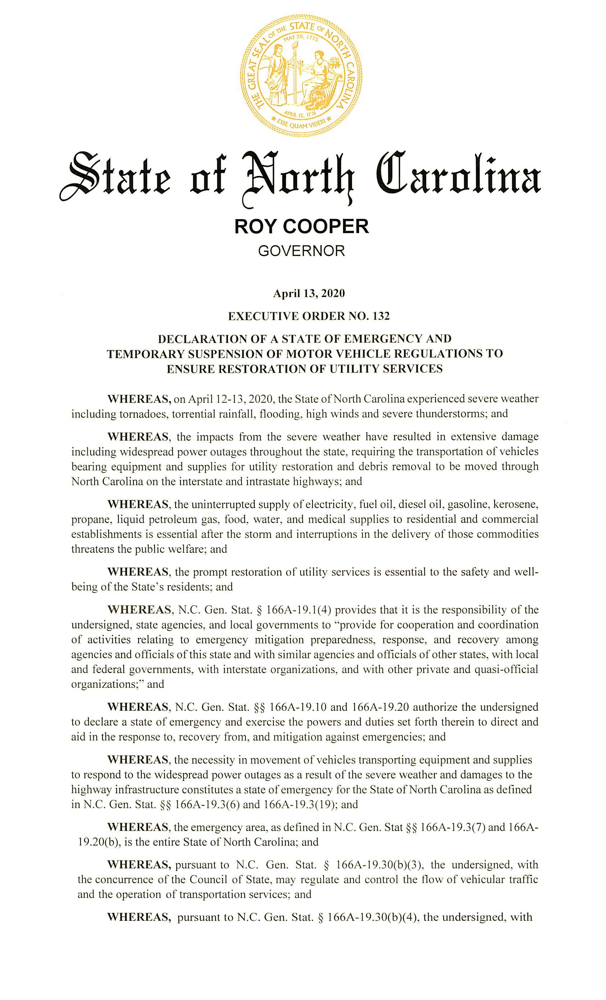 THE GREAT SEAL OF THE STATE OF NORTH CAROLINA
MAY 20, 1775
APRIL 12, 1776
★ ESSE QUAM VIDERI ★
State of North Carolina
ROY COOPER
GOVERNOR
April 13, 2020
EXECUTIVE ORDER NO. 132
DECLARATION OF A STATE OF EMERGENCY AND
TEMPORARY SUSPENSION OF MOTOR VEHICLE REGULATIONS TO
ENSURE RESTORATION OF UTILITY SERVICES
WHEREAS, on April 12-13, 2020, the State of North Carolina experienced severe weather
including tornadoes, torrential rainfall, flooding, high winds and severe thunderstorms; and
WHEREAS, the impacts from the severe weather have resulted in extensive damage
including widespread power outages throughout the state, requiring the transportation of vehicles
bearing equipment and supplies for utility restoration and debris removal to be moved through
North Carolina on the interstate and intrastate highways; and
WHEREAS, the uninterrupted supply of electricity, fuel oil, diesel oil, gasoline, kerosene,
propane, liquid petroleum gas, food, water, and medical supplies to residential and commercial
establishments is essential after the storm and interruptions in the delivery of those commodities
threatens the public welfare; and
WHEREAS, the prompt restoration of utility services is essential to the safety and well-
being of the State's residents; and
WHEREAS, N.C. Gen. Stat. § 166A-19.1(4) provides that it is the responsibility of the
undersigned, state agencies, and local governments to “provide for cooperation and coordination
of activities relating to emergency mitigation preparedness, response, and recovery among
agencies and officials of this state and with similar agencies and officials of other states, with local
and federal governments, with interstate organizations, and with other private and quasi-official
organizations;” and
WHEREAS, N.C. Gen. Stat. §§ 166A-19.10 and 166A-19.20 authorize the undersigned
to declare a state of emergency and exercise the powers and duties set forth therein to direct and
aid in the response to, recovery from, and mitigation against emergencies; and
WHEREAS, the necessity in movement of vehicles transporting equipment and supplies
to respond to the widespread power outages as a result of the severe weather and damages to the
highway infrastructure constitutes a state of emergency for the State of North Carolina as defined
in N.C. Gen. Stat. §§ 166A-19.3(6) and 166A-19.3(19); and
WHEREAS, the emergency area, as defined in N.C. Gen. Stat §§ 166A-19.3(7) and 166A-
19.20(b), is the entire State of North Carolina; and
WHEREAS, pursuant to N.C. Gen. Stat. § 166A-19.30(b)(3), the undersigned, with
the concurrence of the Council of State, may regulate and control the flow of vehicular traffic
and the operation of transportation services; and
WHEREAS, pursuant to N.C. Gen. Stat. § 166A-19.30(b)(4), the undersigned, with